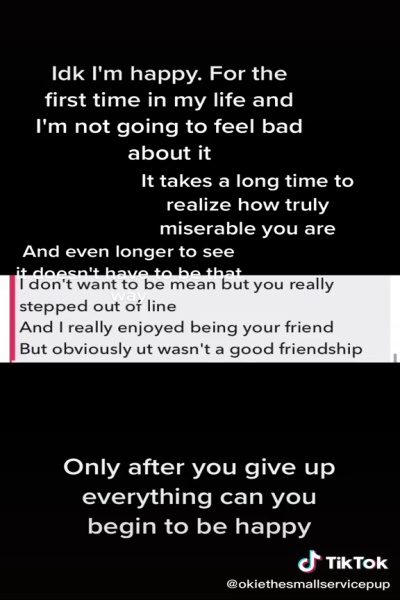 Idk I'm happy. For the
first time in my life and
I'm not going to feel bad
about it
It takes a long time to
realize how truly
miserable you are
And even longer to see
it doesn't have to be that
way
I don't want to be mean but you really
stepped out of line
And I really enjoyed being your friend
But obviously ut wasn't a good friendship
Only after you give up
everything can you
begin to be happy
TikTok
@okiethesmallservicepup